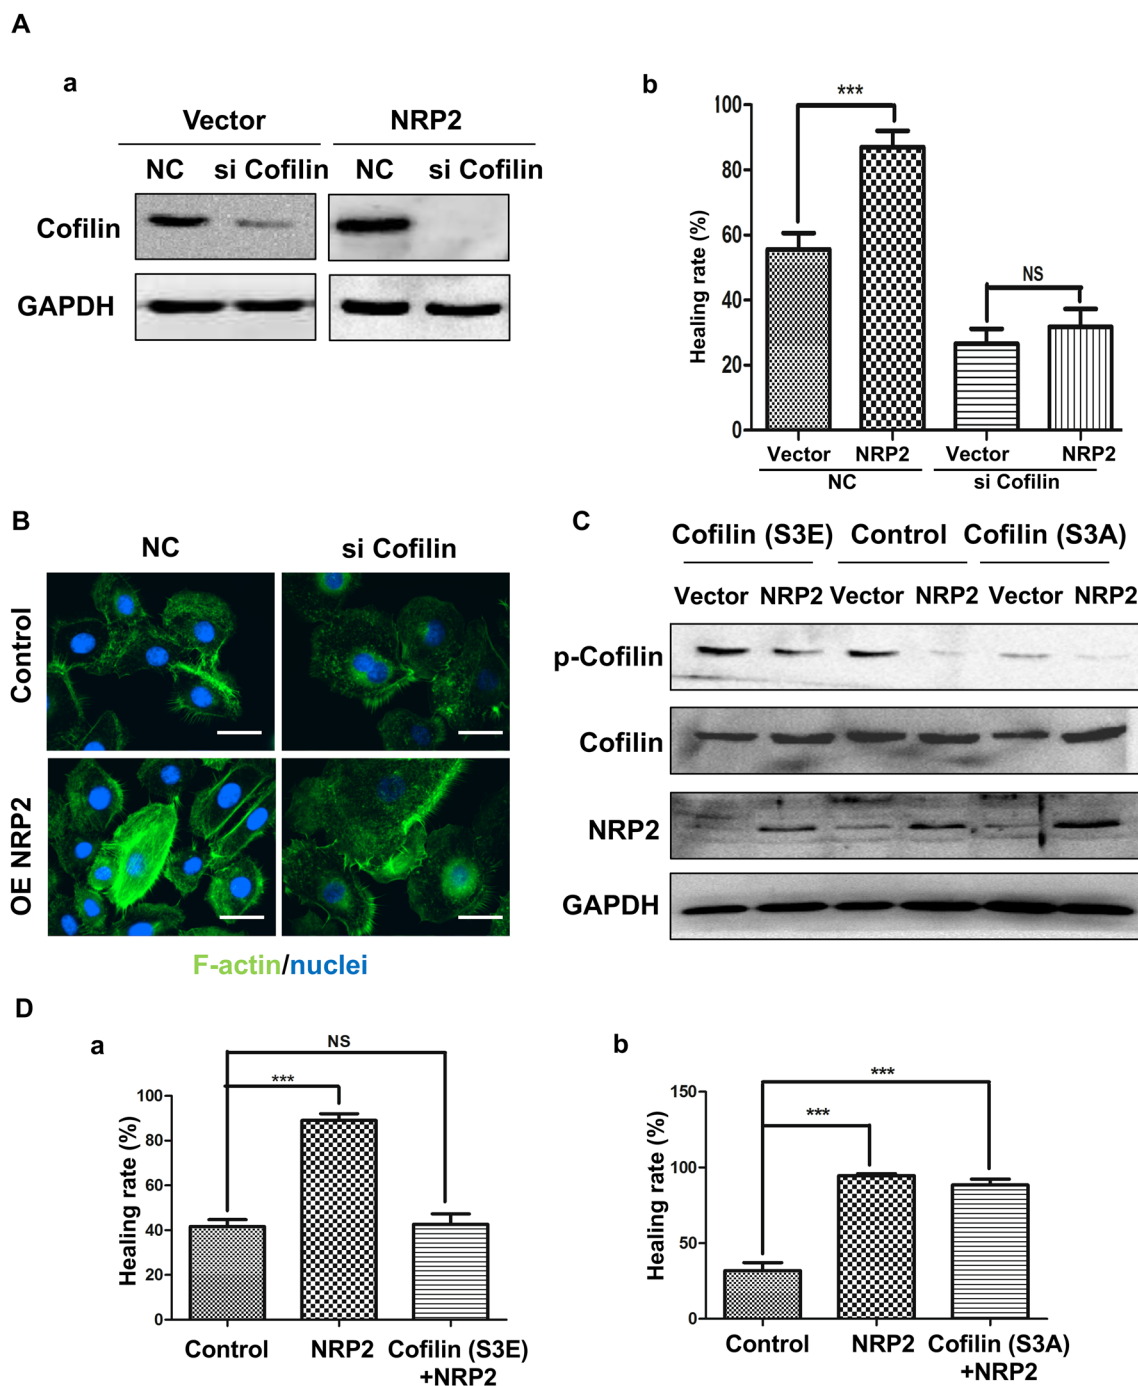 A
a
Vector NRP2
NC si Cofilin NC si Cofilin
Cofilin
GAPDH
b
Healing rate (%)
100
80
60
40
20
0
***
NS
Vector NRP2 Vector NRP2
NC si Cofilin
B
NC si Cofilin
Control
OE NRP2
F-actin/nuclei
C
Cofilin (S3E) Control Cofilin (S3A)
Vector NRP2 Vector NRP2 Vector NRP2
p-Cofilin
Cofilin
NRP2
GAPDH
D
a
Healing rate (%)
100
80
60
40
20
0
NS
***
Control NRP2 Cofilin (S3E)
+NRP2
b
Healing rate (%)
150
100
50
0
***
***
Control NRP2 Cofilin (S3A)
+NRP2